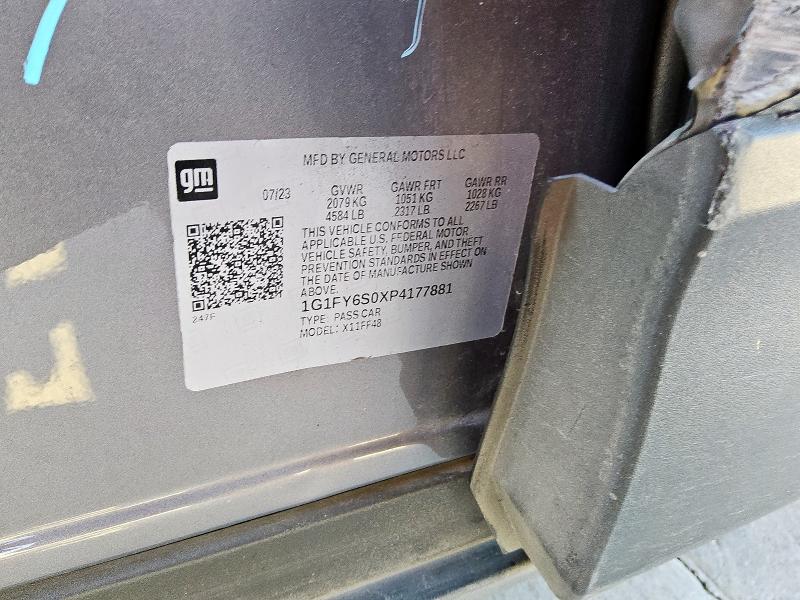 MFD BY GENERAL MOTORS LLC
gm
07/23 GVWR GAWR FRT GAWR RR
2079 KG 1051 KG 1028 KG
4584 LB 2317 LB 2267 LB
THIS VEHICLE CONFORMS TO ALL
APPLICABLE U.S. FEDERAL MOTOR
VEHICLE SAFETY, BUMPER, AND THEFT
PREVENTION STANDARDS IN EFFECT ON
THE DATE OF MANUFACTURE SHOWN
ABOVE.
1G1FY6S0XP4177881
TYPE: PASS CAR
MODEL: X11FF48
247F